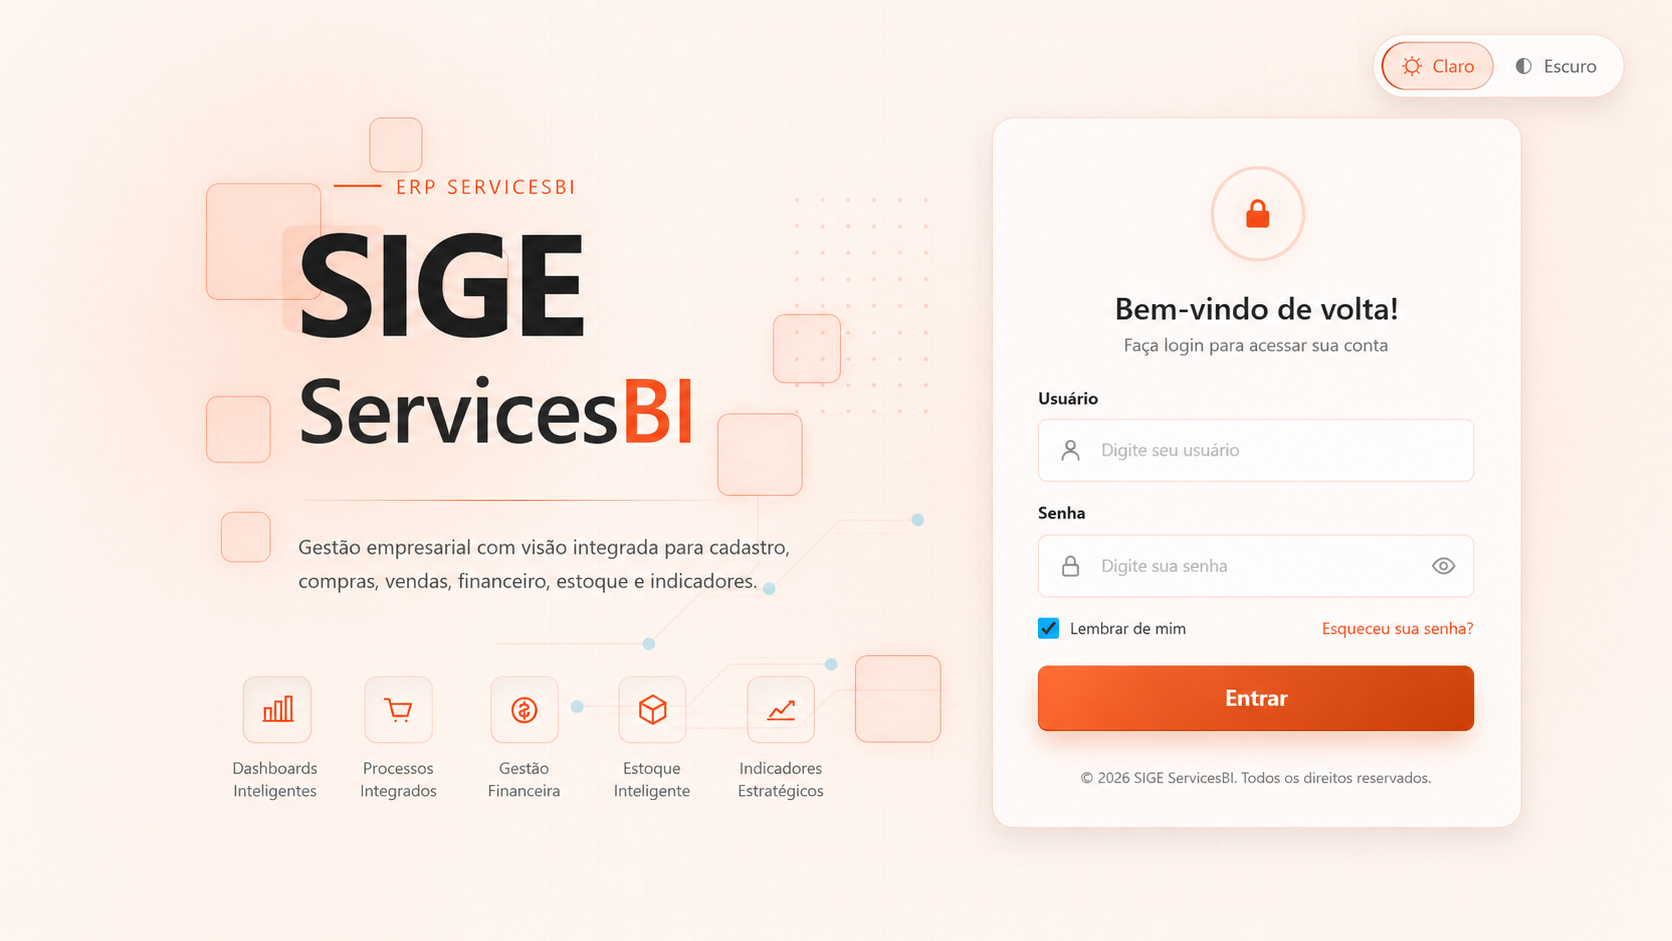 Claro
Escuro
ERP SERVICESBI
SIGE
ServicesBI
Gestão empresarial com visão integrada para cadastro,
compras, vendas, financeiro, estoque e indicadores.
Dashboards
Inteligentes
Processos
Integrados
Gestão
Financeira
Estoque
Inteligente
Indicadores
Estratégicos
Bem-vindo de volta!
Faça login para acessar sua conta
Usuário
Digite seu usuário
Senha
Digite sua senha
Lembrar de mim
Esqueceu sua senha?
Entrar
© 2026 SIGE ServicesBI. Todos os direitos reservados.